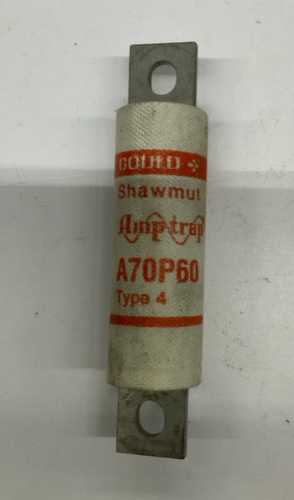 GOULD
Shawmut
Amp-trap
A70P60
Type 4